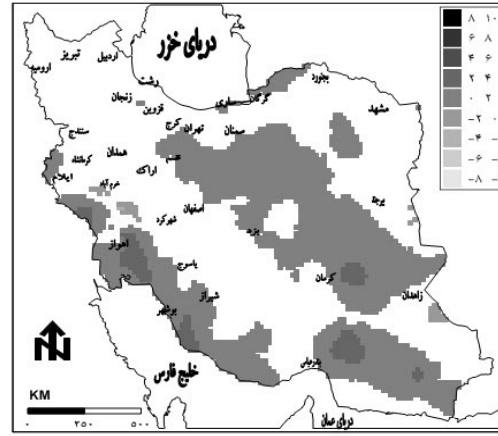 دریای خزر
تبریز
اردبیل
ارومیه
رشت
زنجان
قزوین
گرگان
ساری
بجنورد
مشهد
سنندج
کرج
تهران
سمنان
کرمانشاه
همدان
قم
ایلام
اراک
خرم آباد
بیرجند
اصفهان
شهرکرد
یزد
اهواز
یاسوج
کرمان
شیراز
زاهدان
بوشهر
بندرعباس
خلیج فارس
دریای عمان
N
KM
۰ ۲۵۰ ۵۰۰
۸ ۱۰
۶ ۸
۴ ۶
۲ ۴
۰ ۲
-۲ ۰
-۴ -
-۶ -
-۸ -